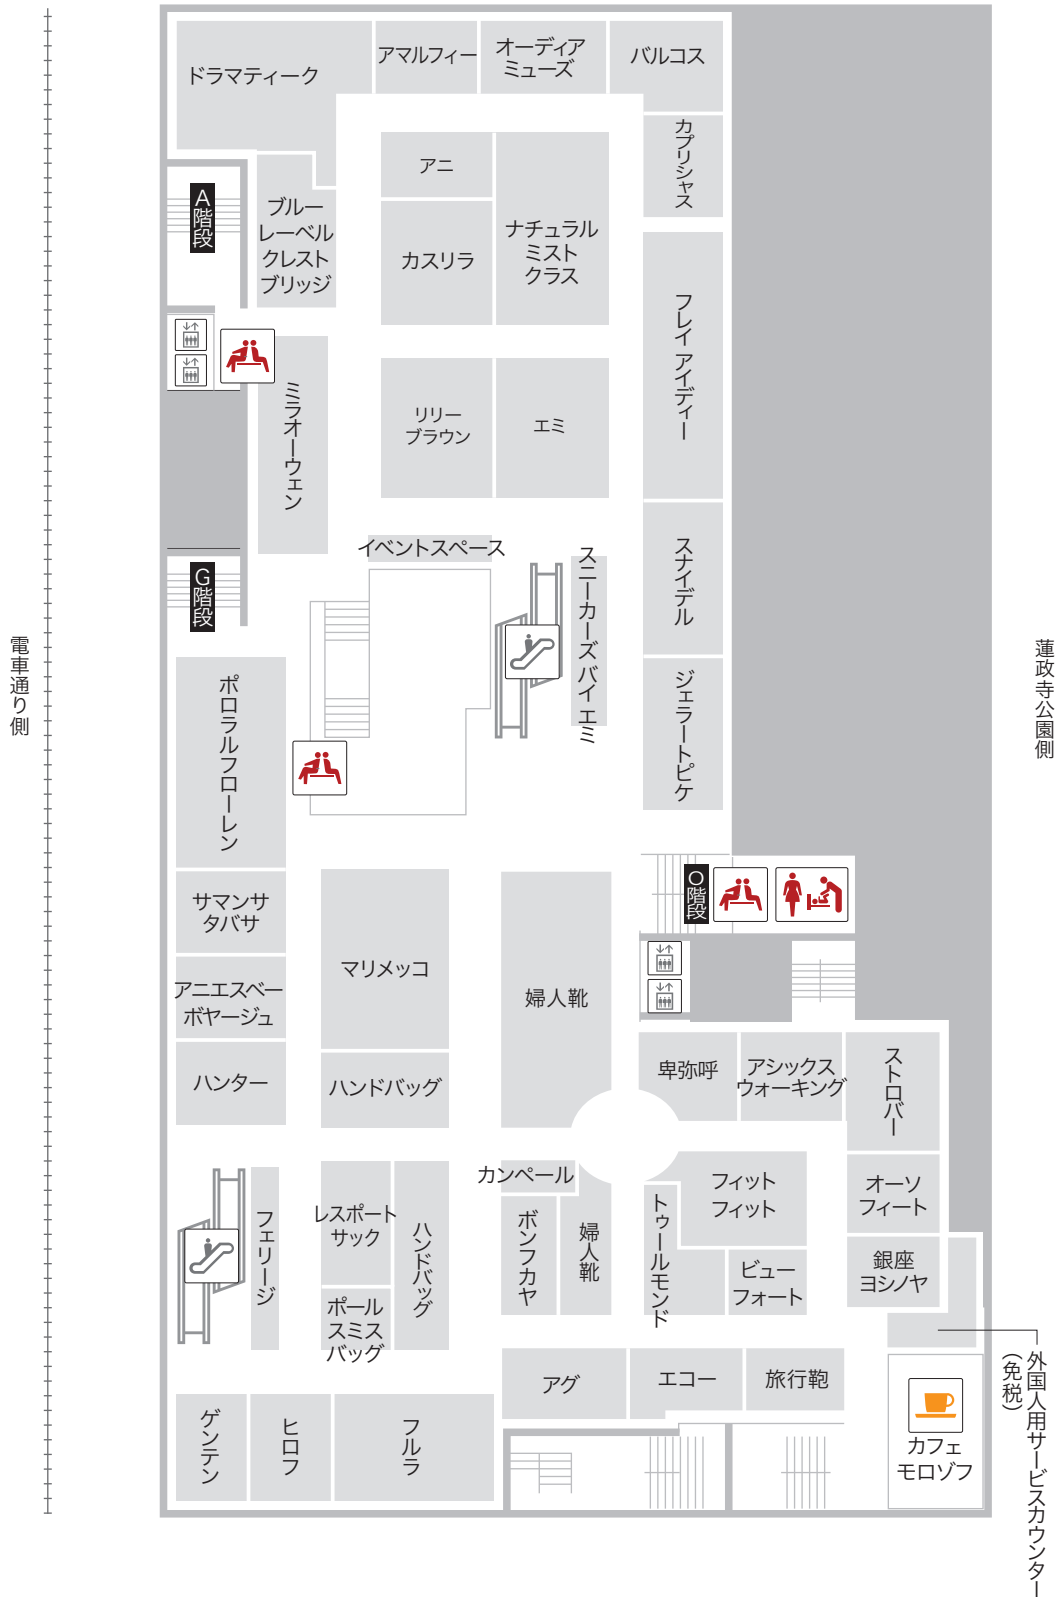 ドラマティーク
アマルフィー
オーディア
ミューズ
バルコス
カプリシャス
アニ
カスリラ
ナチュラル
ミスト
クラス
A階段
ブルー
レーベル
クレスト
ブリッジ
フレイ アイディー
ミラオーウェン
リリー
ブラウン
エミ
スナイデル
イベントスペース
スニーカーズ バイ エミ
G階段
電車通り側
蓮政寺公園側
ポロラルフローレン
ジェラートピケ
サマンサ
タバサ
マリメッコ
婦人靴
O階段
アニエスベー
ボヤージュ
ハンター
ハンドバッグ
卑弥呼
アシックス
ウォーキング
ストロバー
フェリージ
レスポート
サック
ハンドバッグ
ポール
スミス
バッグ
カンペール
ボンフカヤ
婦人靴
トゥールモンド
フィット
フィット
ビュー
フォート
オーソ
フィート
銀座
ヨシノヤ
ゲンテン
ヒロフ
フルラ
アグ
エコー
旅行鞄
カフェ
モロゾフ
外国人用サービスカウンター
(免税)